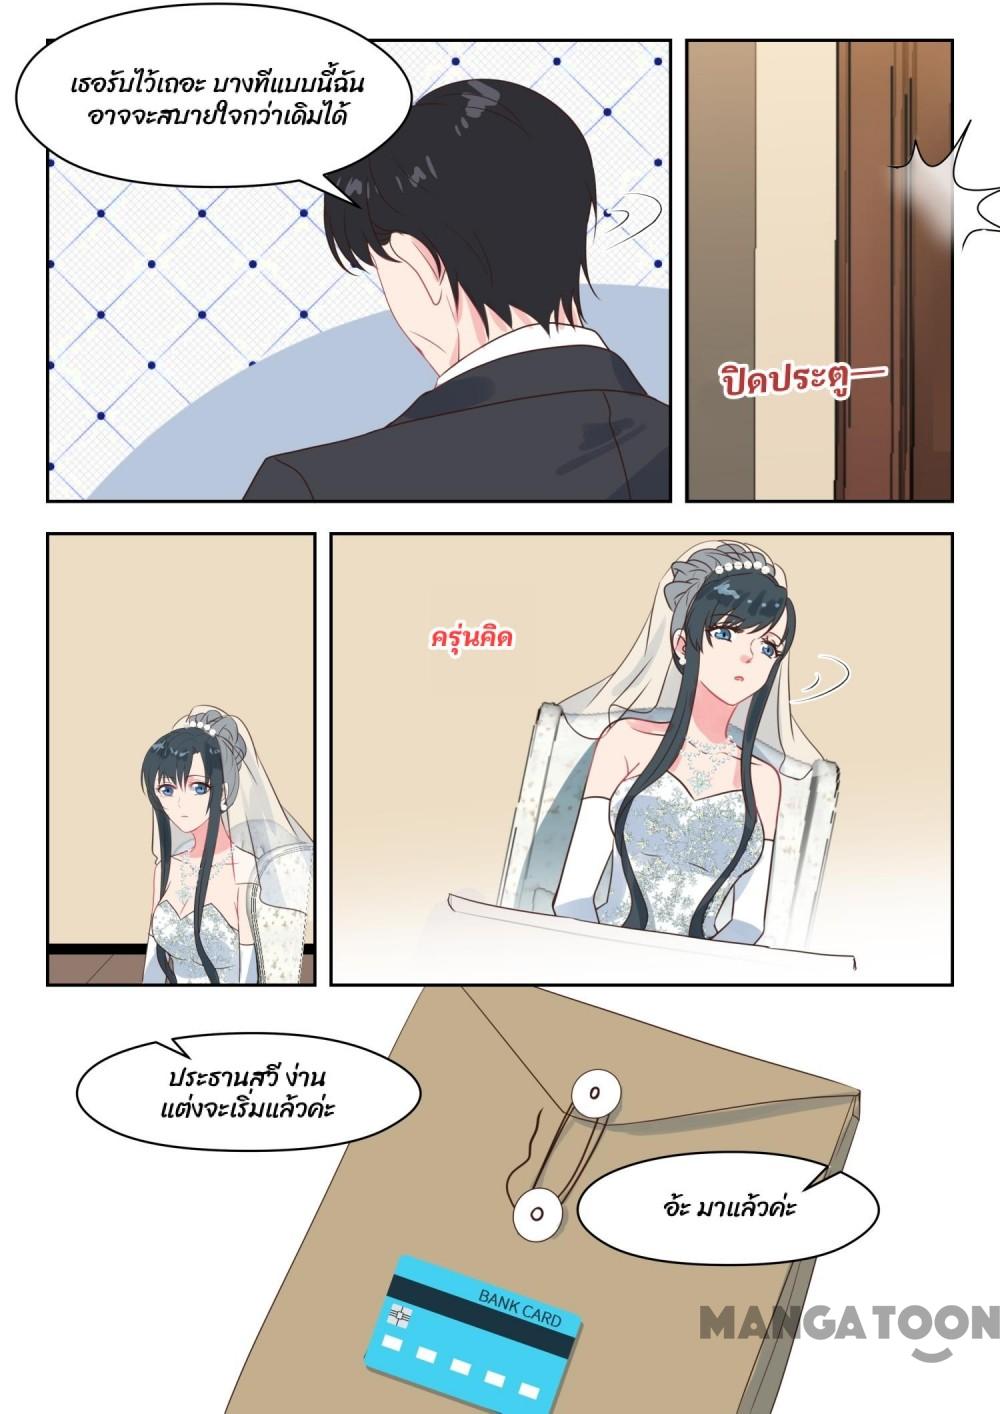 เธอรับไว้เถอะ บางทีแบบนี้ฉัน
อาจจะสบายใจกว่าเดิมได้
ปิดประตู—
ครุ่นคิด
ประธานสวี ง่าน
แต่งจะเริ่มแล้วค่ะ
อ้ะ มาแล้วค่ะ
BANK CARD
MANGATOON